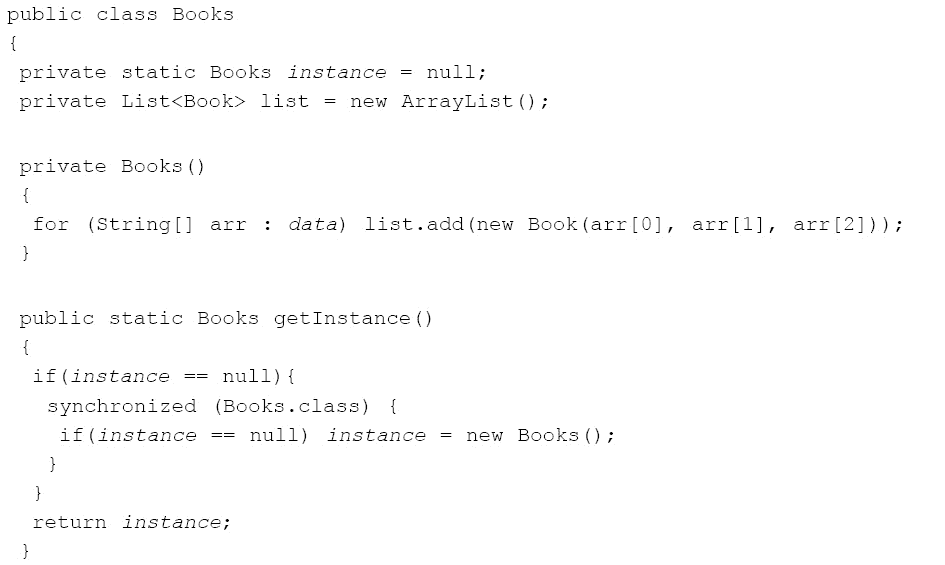 public class Books
{
private static Books instance = null;
private List<Book> list = new ArrayList();
private Books()
{
for (String[] arr : data) list.add(new Book(arr[0], arr[1], arr[2]));
}
public static Books getInstance()
{
if(instance == null){
synchronized (Books.class) {
if(instance == null) instance = new Books();
}
}
return instance;
}